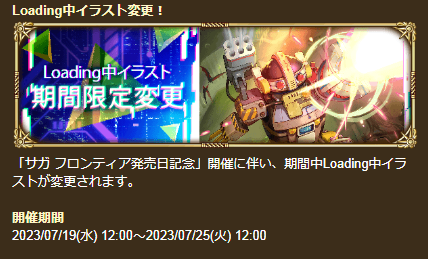 Loading中イラスト変更！
Loading中イラスト
期間限定変更
「サガ フロンティア発売日記念」開催に伴い、期間中Loading中イラ
ストが変更されます。
開催期間
2023/07/19(水) 12:00～2023/07/25(火) 12:00